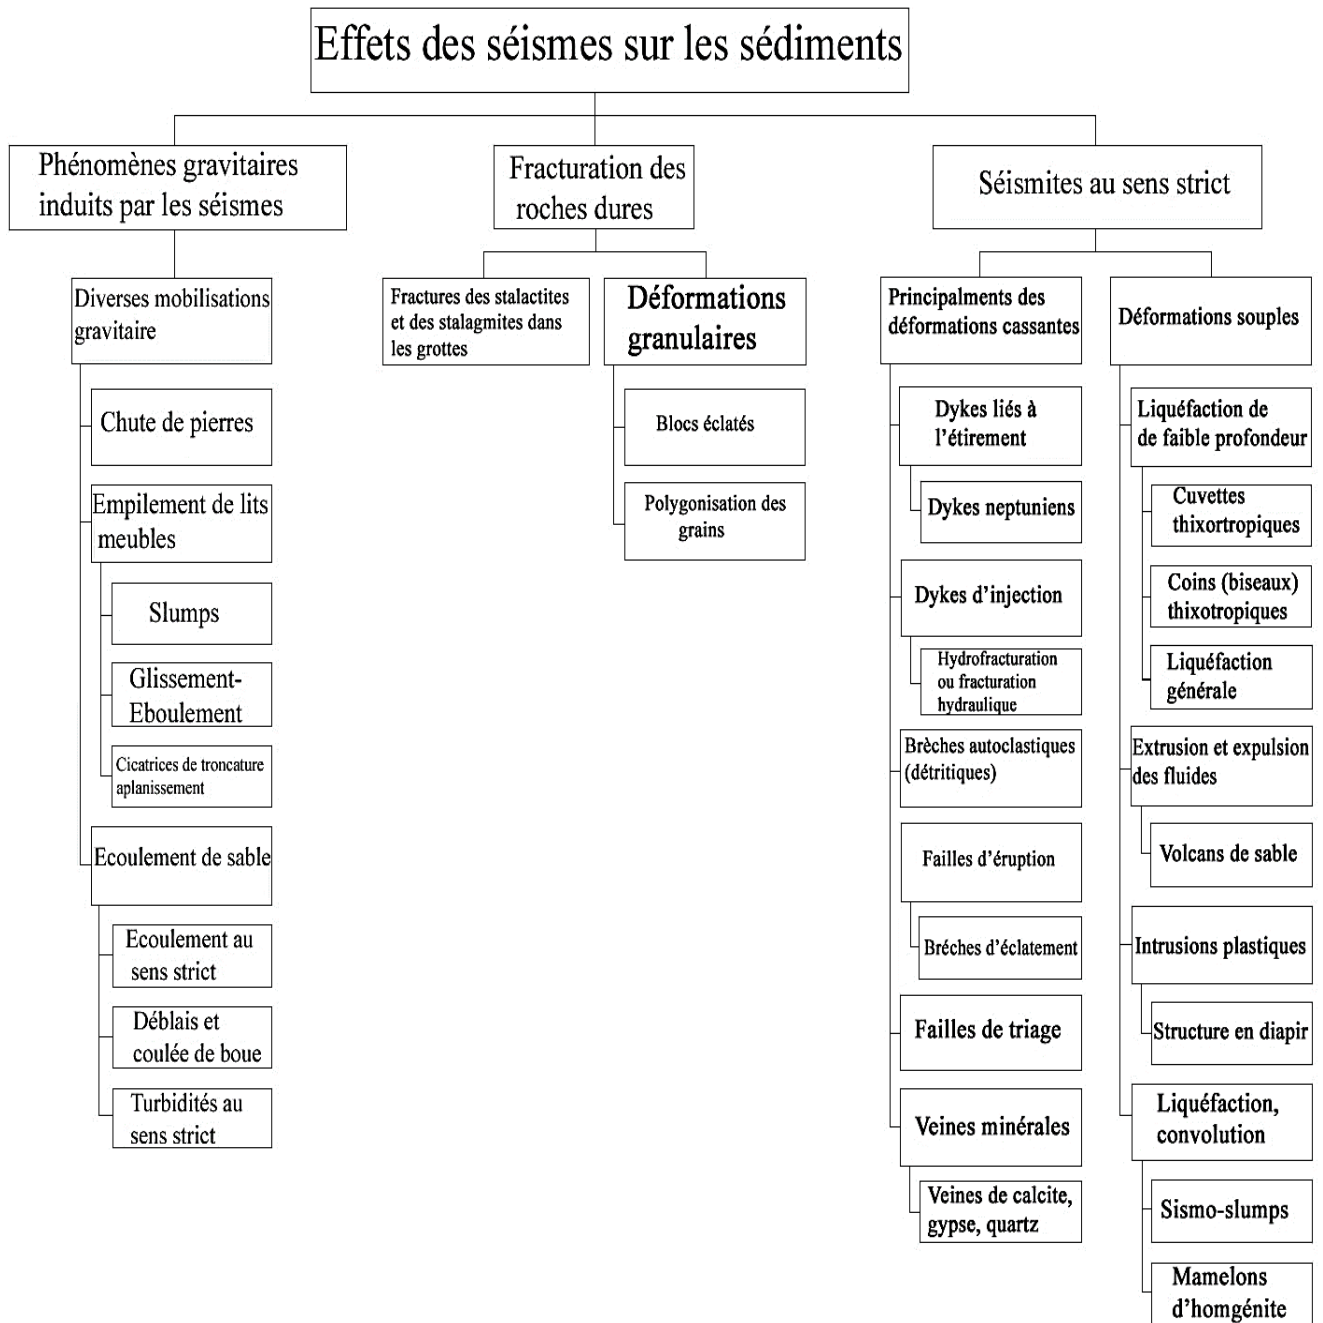 Effets des séismes sur les sédiments
Phénomènes gravitaires
induits par les séismes
Fracturation des
roches dures
Séismites au sens strict
Diverses mobilisations
gravitaire
Chute de pierres
Empilement de lits
meubles
Slumps
Glissement-
Eboulement
Cicatrices de troncature
aplanissement
Ecoulement de sable
Ecoulement au
sens strict
Déblais et
coulée de boue
Turbidités au
sens strict
Fractures des stalactites
et des stalagmites dans
les grottes
Déformations
granulaires
Blocs éclatés
Polygonisation des
grains
Principalments des
déformations cassantes
Dykes liés à
l’étirement
Dykes neptuniens
Dykes d’injection
Hydrofracturation
ou fracturation
hydraulique
Brèches autoclastiques
(détritiques)
Failles d’éruption
Bréches d’éclatement
Failles de triage
Veines minérales
Veines de calcite,
gypse, quartz
Déformations souples
Liquéfaction de
de faible profondeur
Cuvettes
thixortropiques
Coins (biseaux)
thixotropiques
Liquéfaction
générale
Extrusion et expulsion
des fluides
Volcans de sable
Intrusions plastiques
Structure en diapir
Liquéfaction,
convolution
Sismo-slumps
Mamelons
d’homgénite